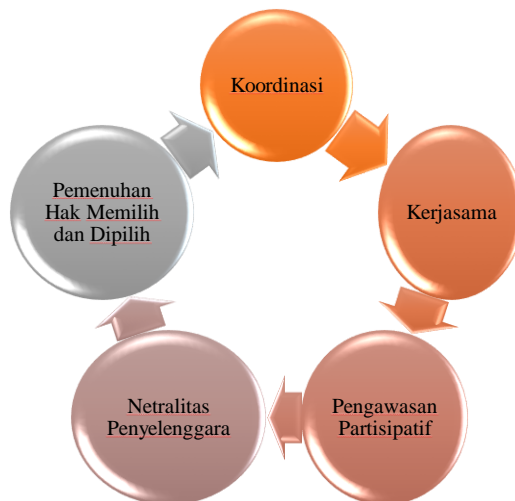 Koordinasi
Kerjasama
Pengawasan
Partisipatif
Netralitas
Penyelenggara
Pemenuhan
Hak Memilih
dan Dipilih